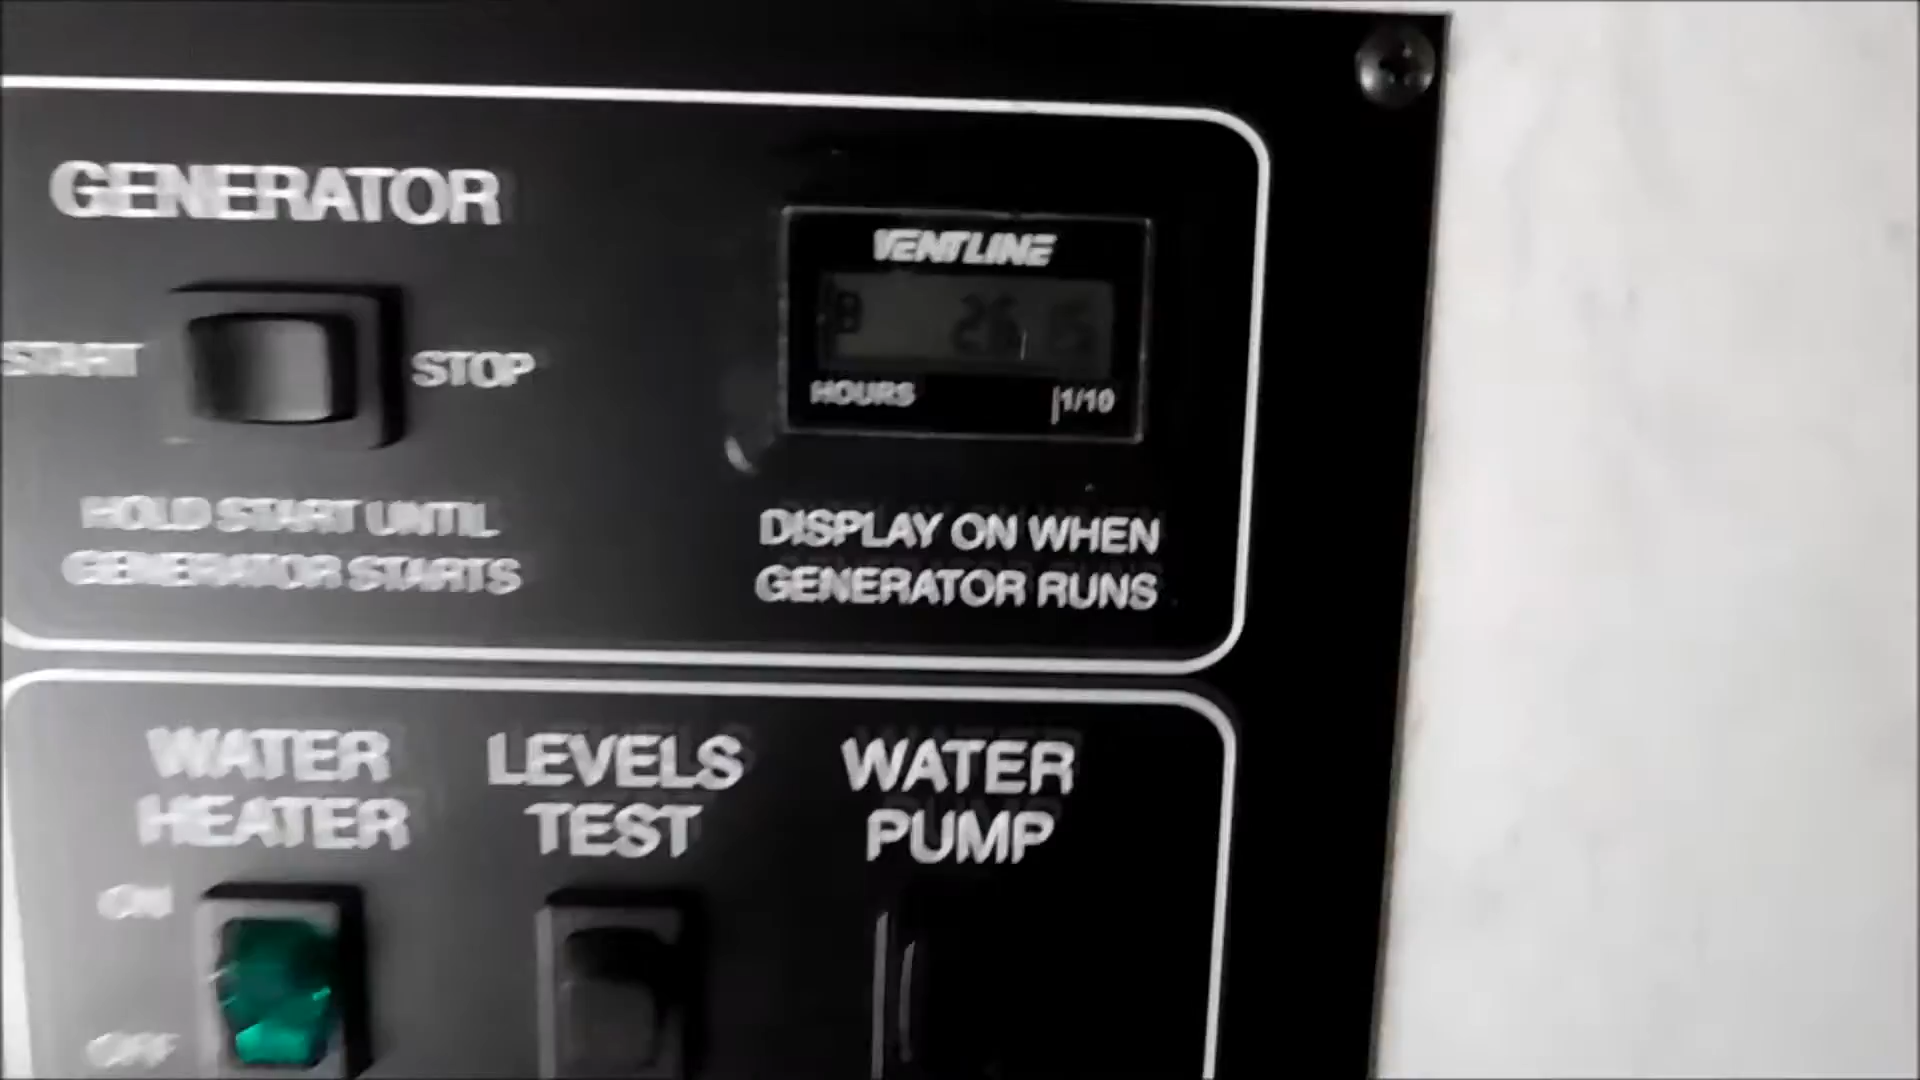 GENERATOR
VENTLINE
START
STOP
HOURS
1/10
HOLD START UNTIL
GENERATOR STARTS
DISPLAY ON WHEN
GENERATOR RUNS
WATER
HEATER
LEVELS
TEST
WATER
PUMP
ON
OFF